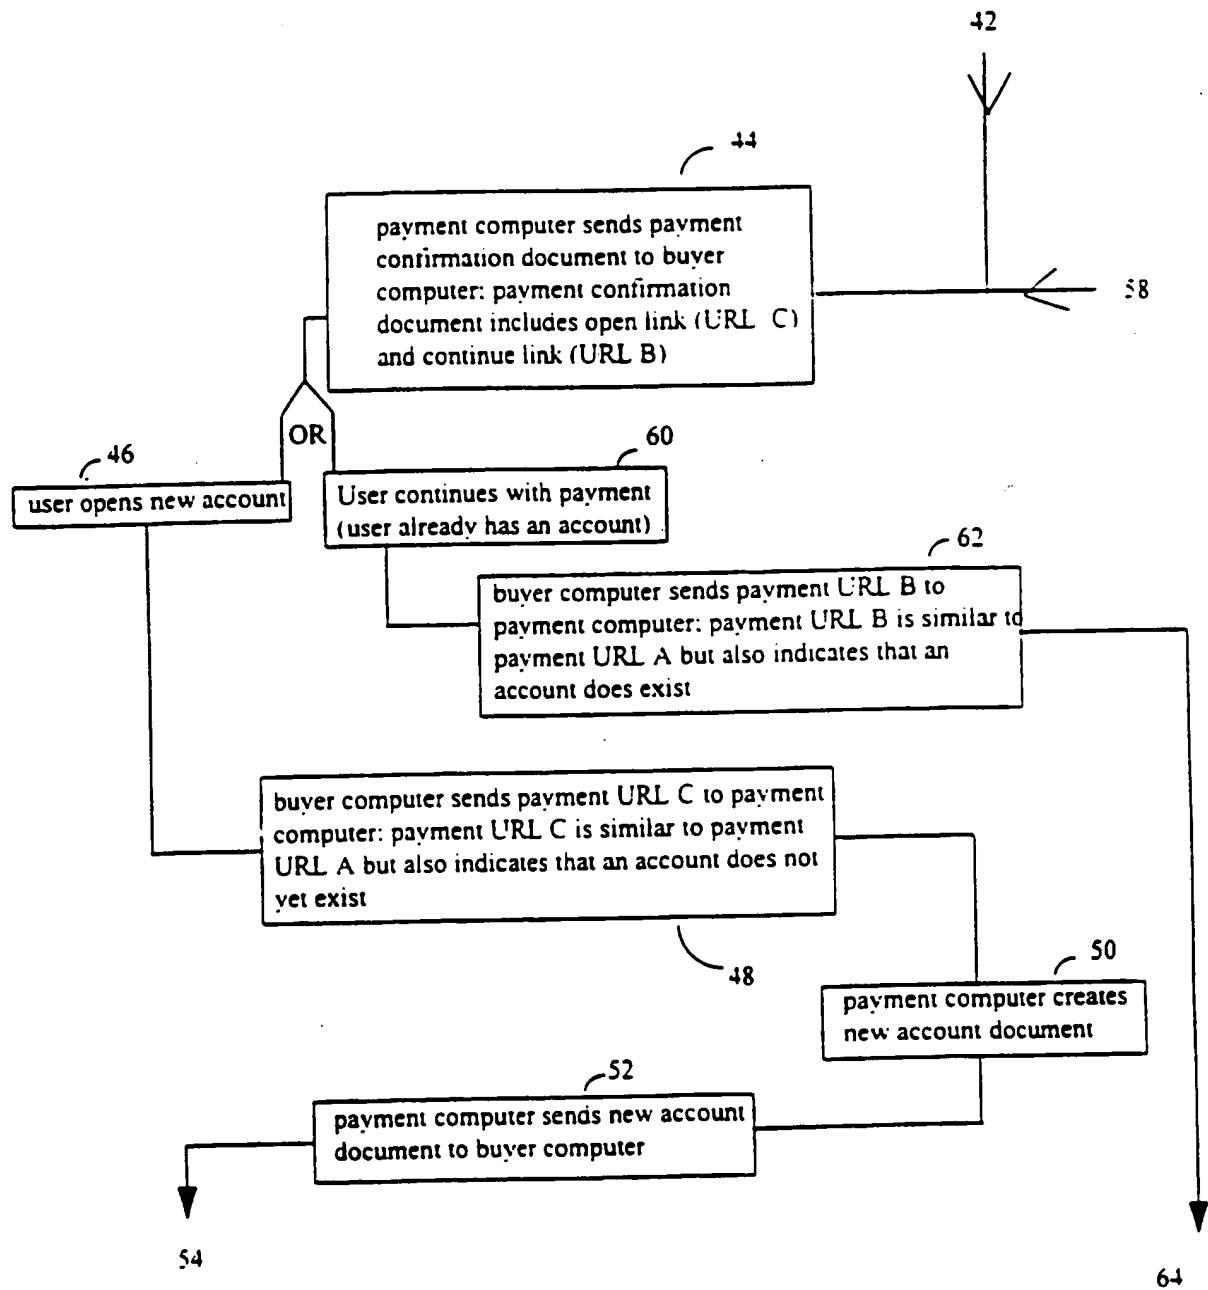 42
44
payment computer sends payment
confirmation document to buyer
computer: payment confirmation
document includes open link (URL C)
and continue link (URL B)
58
OR
46
user opens new account
60
User continues with payment
(user already has an account)
62
buyer computer sends payment URL B to
payment computer: payment URL B is similar to
payment URL A but also indicates that an
account does exist
buyer computer sends payment URL C to payment
computer: payment URL C is similar to payment
URL A but also indicates that an account does not
yet exist
48
50
payment computer creates
new account document
52
payment computer sends new account
document to buyer computer
54
64